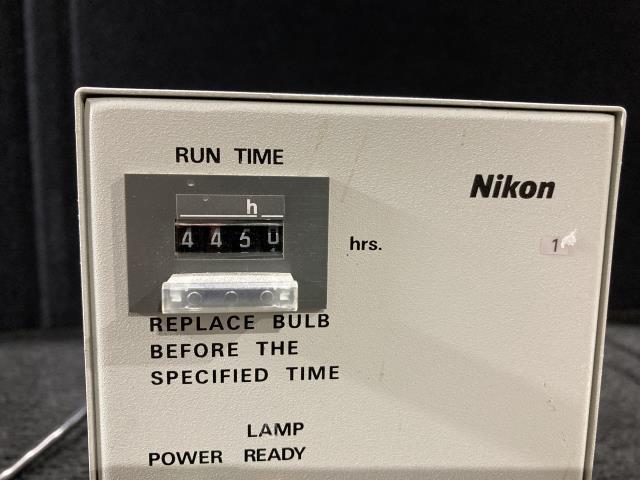 RUN TIME
Nikon
h
4450
hrs.
1
REPLACE BULB
BEFORE THE
SPECIFIED TIME
LAMP
POWER READY